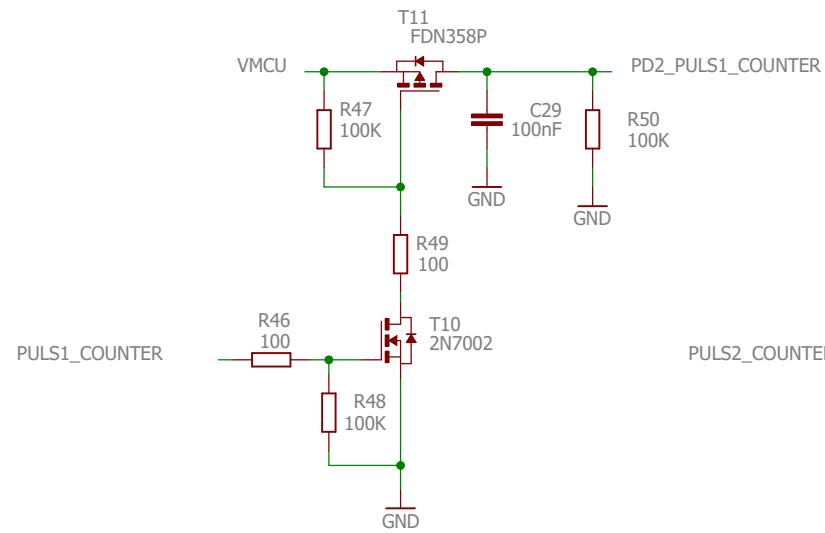 T11
FDN358P
VMCU
PD2_PULS1_COUNTER
R47
100K
C29
100nF
R50
100K
GND
GND
R49
100
R46
100
T10
2N7002
PULS1_COUNTER
PULS2_COUNTE
R48
100K
GND